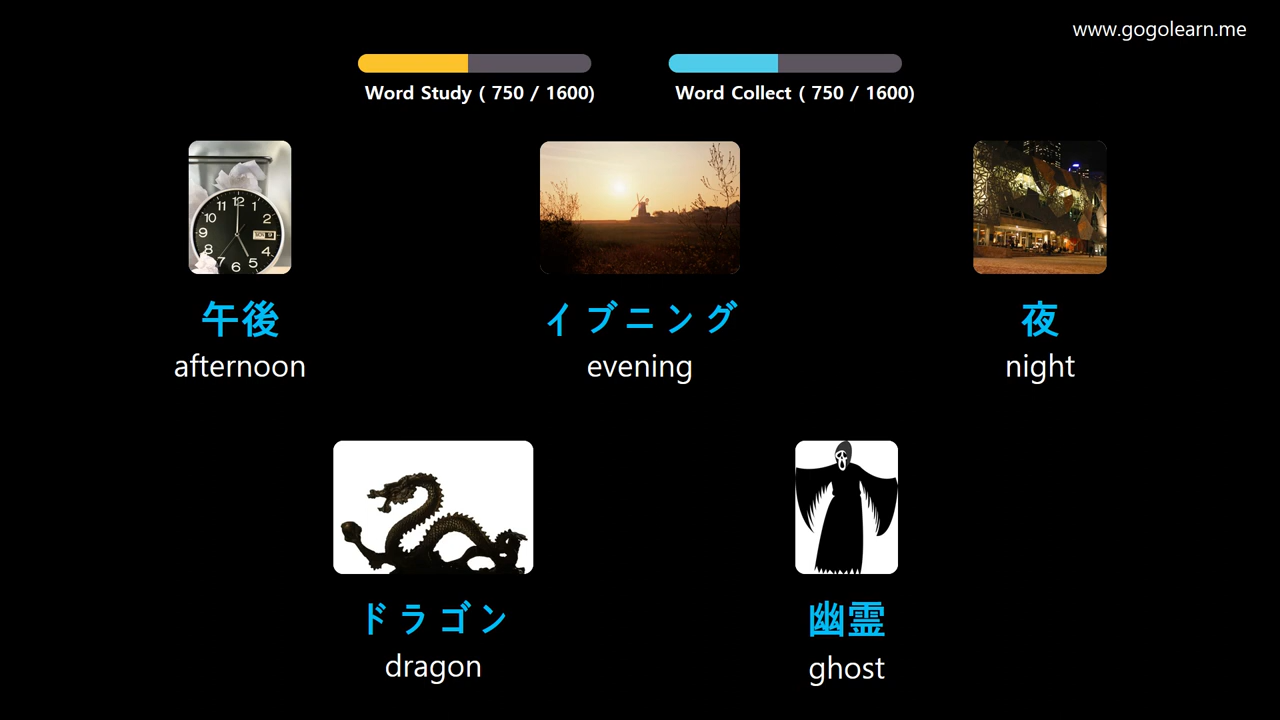 www.gogolearn.me
Word Study ( 750 / 1600)
Word Collect ( 750 / 1600)
午後
afternoon
イブニング
evening
夜
night
ドラゴン
dragon
幽霊
ghost